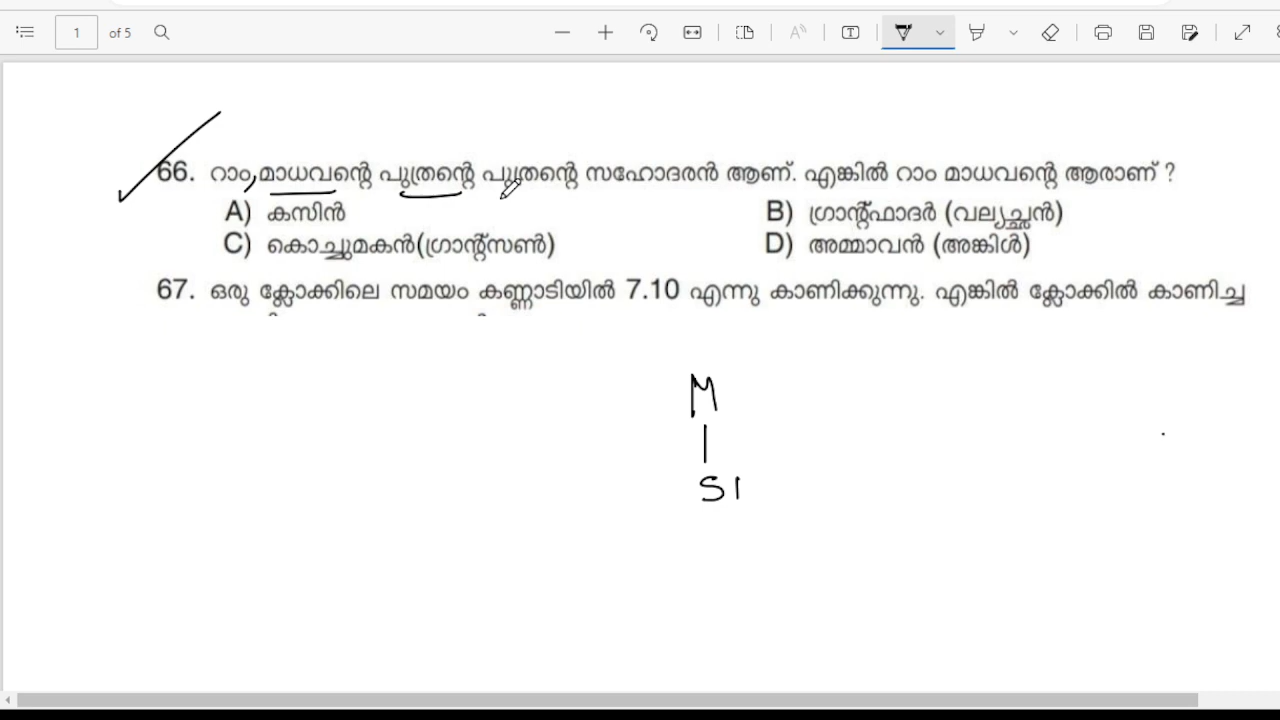 1 of 5
66. റാം, മാധവന്റെ പുത്രന്റെ പുത്രന്റെ സഹോദരൻ ആണ്. എങ്കിൽ റാം മാധവന്റെ ആരാണ് ?
A) കസിൻ B) ഗ്രാന്റ്ഫാദർ (വല്യച്ഛൻ)
C) കൊച്ചുമകൻ(ഗ്രാന്റ്സൺ) D) അമ്മാവൻ (അങ്കിൾ)
67. ഒരു ക്ലോക്കിലെ സമയം കണ്ണാടിയിൽ 7.10 എന്നു കാണിക്കുന്നു. എങ്കിൽ ക്ലോക്കിൽ കാണിച്ച
M
S1